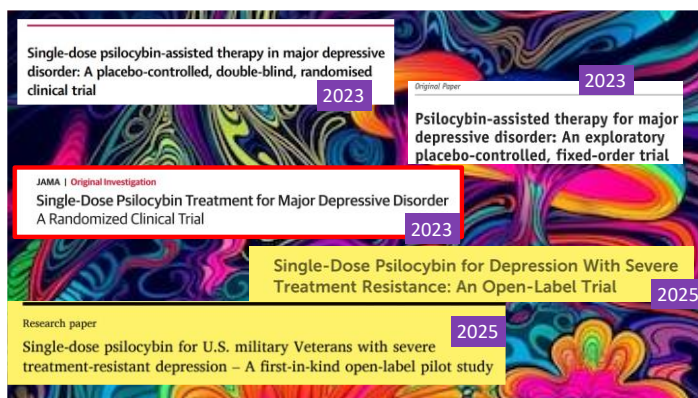 Single-dose psilocybin-assisted therapy in major depressive
disorder: A placebo-controlled, double-blind, randomised
clinical trial
2023
2023
Original Paper
Psilocybin-assisted therapy for major
depressive disorder: An exploratory
placebo-controlled, fixed-order trial
JAMA | Original Investigation
Single-Dose Psilocybin Treatment for Major Depressive Disorder
A Randomized Clinical Trial
2023
Single-Dose Psilocybin for Depression With Severe
Treatment Resistance: An Open-Label Trial
2025
Research paper
2025
Single-dose psilocybin for U.S. military Veterans with severe
treatment-resistant depression – A first-in-kind open-label pilot study